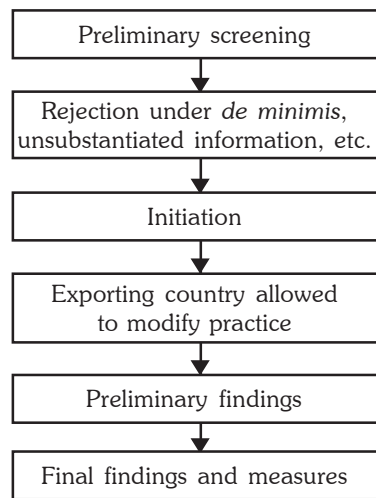 Preliminary screening
Rejection under de minimis,
unsubstantiated information, etc.
Initiation
Exporting country allowed
to modify practice
Preliminary findings
Final findings and measures